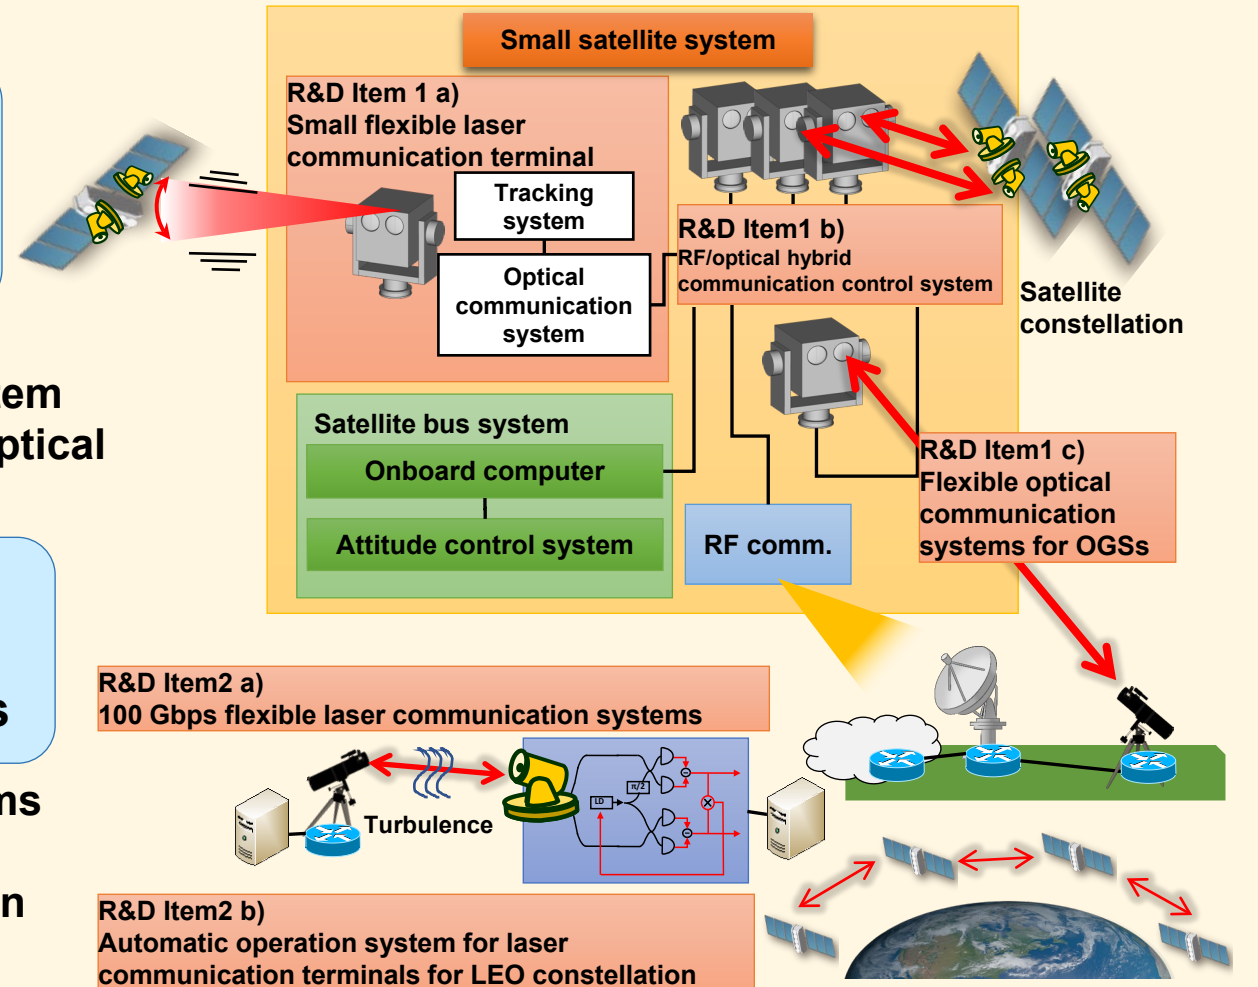 Small satellite system
R&D Item 1 a)
Small flexible laser
communication terminal
Tracking
system
Optical
communication
system
R&D Item1 b)
RF/optical hybrid
communication control system
Satellite
constellation
tem
ptical
Satellite bus system
Onboard computer
Attitude control system
RF comm.
R&D Item1 c)
Flexible optical
communication
systems for OGSs
s
ms
n
R&D Item2 a)
100 Gbps flexible laser communication systems
Turbulence
π/2
LD
R&D Item2 b)
Automatic operation system for laser
communication terminals for LEO constellation